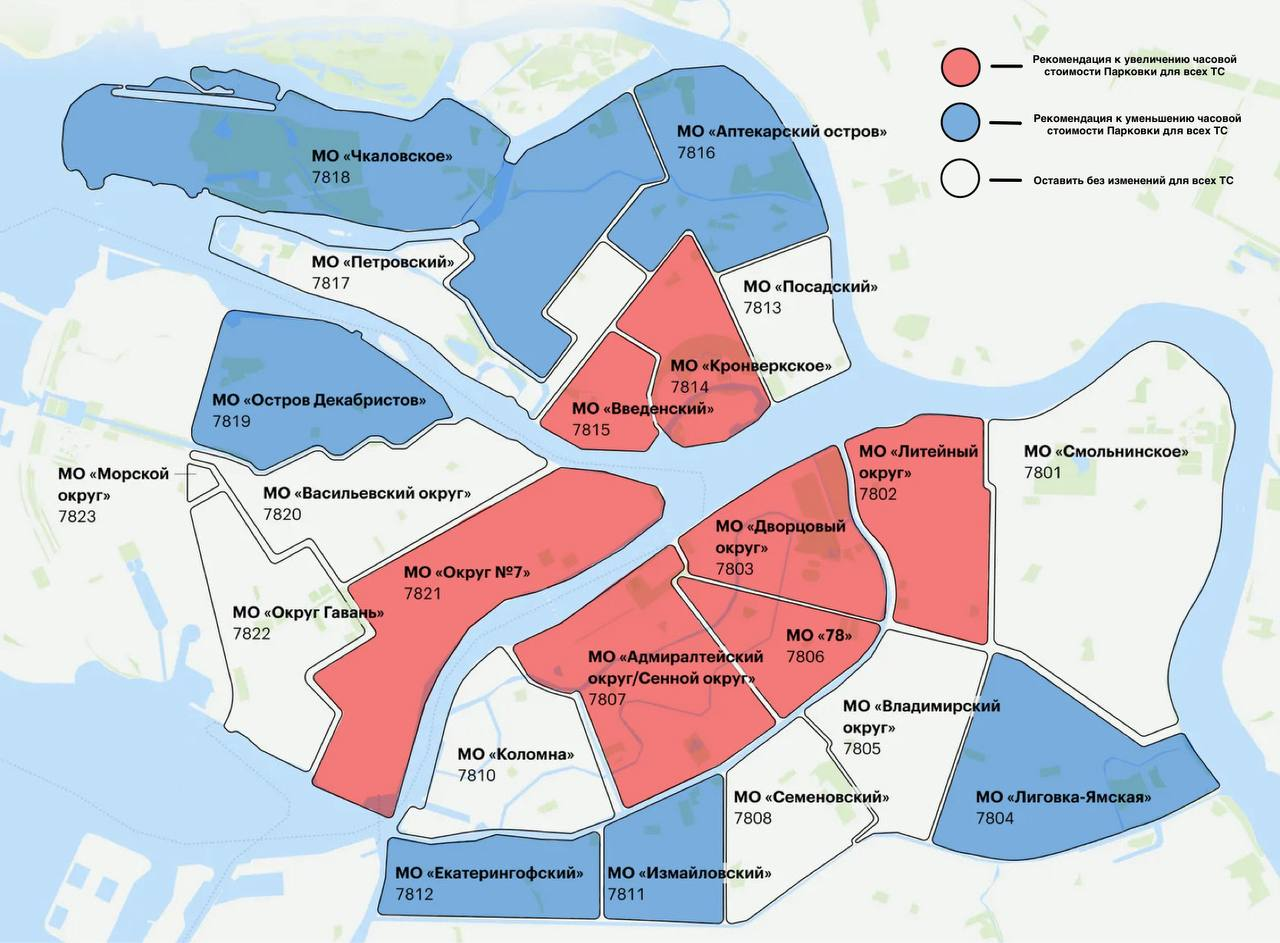 Рекомендация к увеличению часовой
стоимости Парковки для всех ТС
Рекомендация к уменьшению часовой
стоимости Парковки для всех ТС
Оставить без изменений для всех ТС
МО «Аптекарский остров»
7816
МО «Чкаловское»
7818
МО «Петровский»
7817
МО «Посадский»
7813
МО «Кронверкское»
7814
МО «Введенский»
7815
МО «Остров Декабристов»
7819
МО «Морской
округ»
7823
МО «Васильевский округ»
7820
МО «Литейный
округ»
7802
МО «Смольнинское»
7801
МО «Дворцовый
округ»
7803
МО «Округ №7»
7821
МО «Округ Гавань»
7822
МО «78»
7806
МО «Адмиралтейский
округ/Сенной округ»
7807
МО «Владимирский
округ»
7805
МО «Коломна»
7810
МО «Семеновский»
7808
МО «Лиговка-Ямская»
7804
МО «Екатерингофский»
7812
МО «Измайловский»
7811